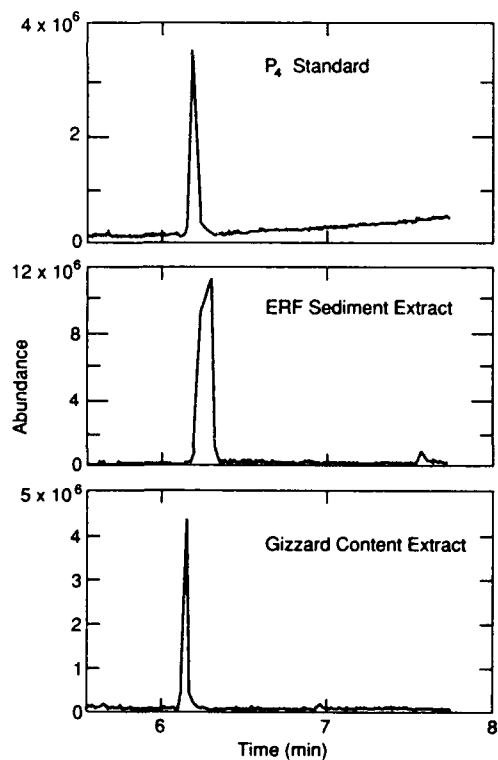 4 x 10⁶
P₄ Standard
2
0
12 x 10⁶
ERF Sediment Extract
8
4
0
Abundance
5 x 10⁶
Gizzard Content Extract
4
3
2
1
0
6
7
8
Time (min)